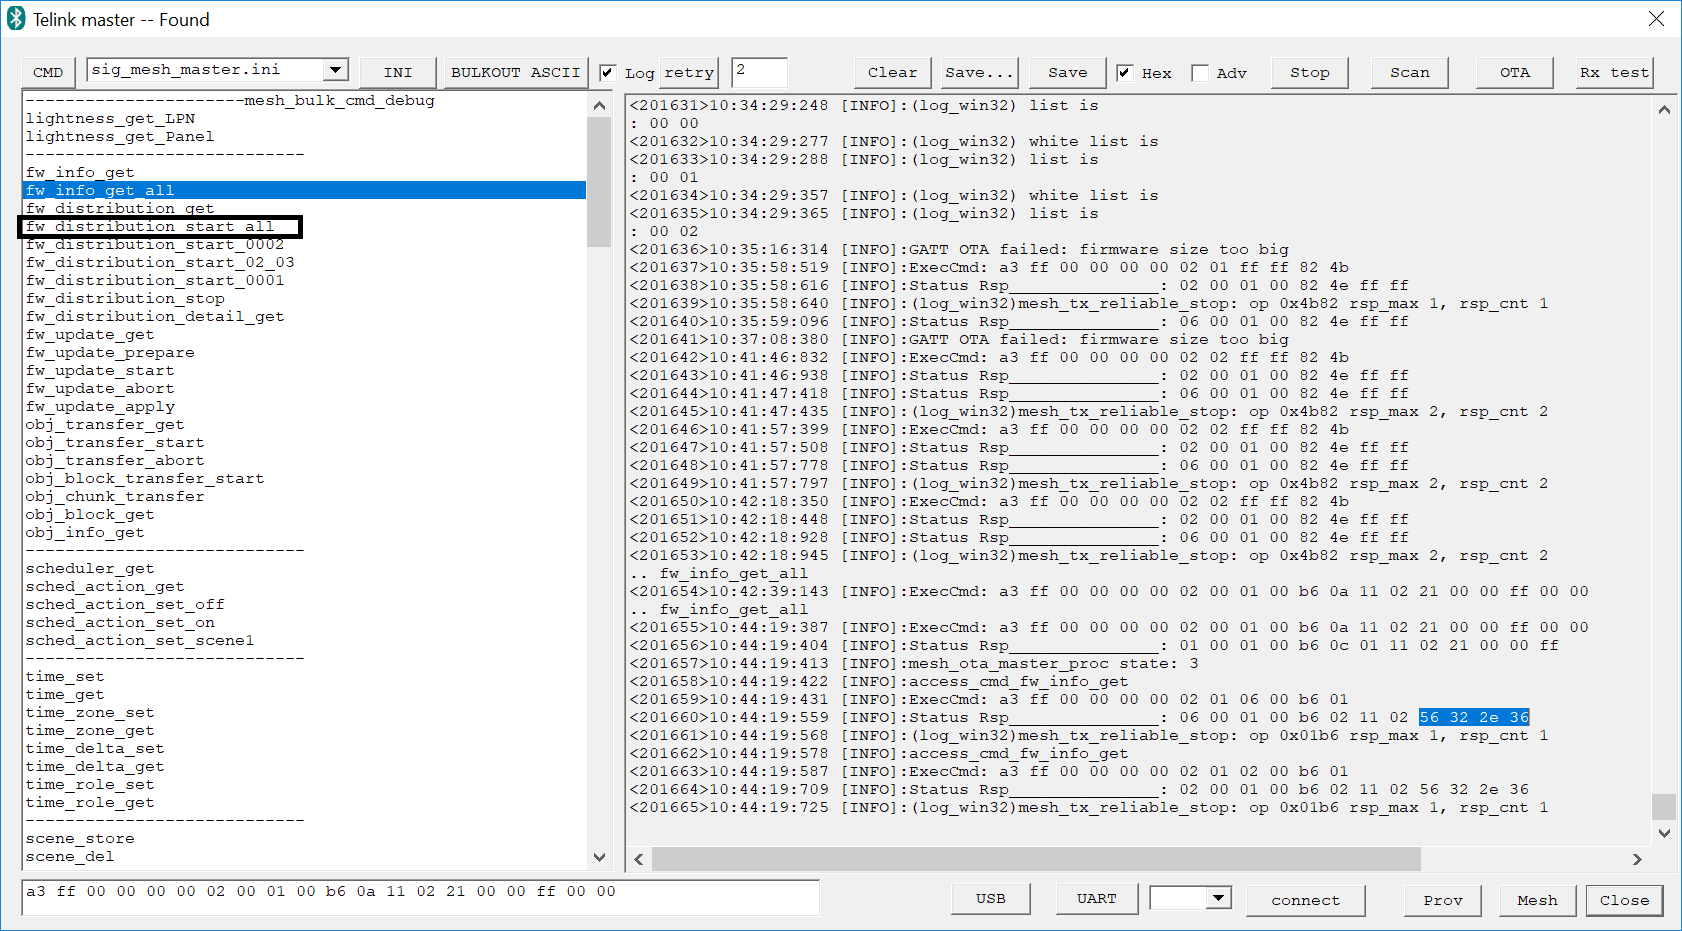 Telink master -- Found
CMD sig_mesh_master.ini INI BULKOUT ASCII Log retry 2 Clear Save... Save Hex Adv Stop Scan OTA Rx test
----------------------mesh_bulk_cmd_debug
lightness_get_LPN
lightness_get_Panel
----------------------------
fw_info_get
fw_info_get_all
fw_distribution_get
fw_distribution_start_all
fw_distribution_start_0002
fw_distribution_start_02_03
fw_distribution_start_0001
fw_distribution_stop
fw_distribution_detail_get
fw_update_get
fw_update_prepare
fw_update_start
fw_update_abort
fw_update_apply
obj_transfer_get
obj_transfer_start
obj_transfer_abort
obj_block_transfer_start
obj_chunk_transfer
obj_block_get
obj_info_get
----------------------------
scheduler_get
sched_action_get
sched_action_set_off
sched_action_set_on
sched_action_set_scene1
----------------------------
time_set
time_get
time_zone_set
time_zone_get
time_delta_set
time_delta_get
time_role_set
time_role_get
----------------------------
scene_store
scene_del
<201631>10:34:29:248 [INFO]:(log_win32) list is
: 00 00
<201632>10:34:29:277 [INFO]:(log_win32) white list is
<201633>10:34:29:288 [INFO]:(log_win32) list is
: 00 01
<201634>10:34:29:357 [INFO]:(log_win32) white list is
<201635>10:34:29:365 [INFO]:(log_win32) list is
: 00 02
<201636>10:35:16:314 [INFO]:GATT OTA failed: firmware size too big
<201637>10:35:58:519 [INFO]:ExecCmd: a3 ff 00 00 00 00 02 01 ff ff 82 4b
<201638>10:35:58:616 [INFO]:Status Rsp_______________: 02 00 01 00 82 4e ff ff
<201639>10:35:58:640 [INFO]:(log_win32)mesh_tx_reliable_stop: op 0x4b82 rsp_max 1, rsp_cnt 1
<201640>10:35:59:096 [INFO]:Status Rsp_______________: 06 00 01 00 82 4e ff ff
<201641>10:37:08:380 [INFO]:GATT OTA failed: firmware size too big
<201642>10:41:46:832 [INFO]:ExecCmd: a3 ff 00 00 00 00 02 02 ff ff 82 4b
<201643>10:41:46:938 [INFO]:Status Rsp_______________: 02 00 01 00 82 4e ff ff
<201644>10:41:47:418 [INFO]:Status Rsp_______________: 06 00 01 00 82 4e ff ff
<201645>10:41:47:435 [INFO]:(log_win32)mesh_tx_reliable_stop: op 0x4b82 rsp_max 2, rsp_cnt 2
<201646>10:41:57:399 [INFO]:ExecCmd: a3 ff 00 00 00 00 02 02 ff ff 82 4b
<201647>10:41:57:508 [INFO]:Status Rsp_______________: 02 00 01 00 82 4e ff ff
<201648>10:41:57:778 [INFO]:Status Rsp_______________: 06 00 01 00 82 4e ff ff
<201649>10:41:57:797 [INFO]:(log_win32)mesh_tx_reliable_stop: op 0x4b82 rsp_max 2, rsp_cnt 2
<201650>10:42:18:350 [INFO]:ExecCmd: a3 ff 00 00 00 00 02 02 ff ff 82 4b
<201651>10:42:18:448 [INFO]:Status Rsp_______________: 02 00 01 00 82 4e ff ff
<201652>10:42:18:928 [INFO]:Status Rsp_______________: 06 00 01 00 82 4e ff ff
<201653>10:42:18:945 [INFO]:(log_win32)mesh_tx_reliable_stop: op 0x4b82 rsp_max 2, rsp_cnt 2
.. fw_info_get_all
<201654>10:42:39:143 [INFO]:ExecCmd: a3 ff 00 00 00 00 02 00 01 00 b6 0a 11 02 21 00 00 ff 00 00
.. fw_info_get_all
<201655>10:44:19:387 [INFO]:ExecCmd: a3 ff 00 00 00 00 02 00 01 00 b6 0a 11 02 21 00 00 ff 00 00
<201656>10:44:19:404 [INFO]:Status Rsp_______________: 01 00 01 00 b6 0c 01 11 02 21 00 00 ff
<201657>10:44:19:413 [INFO]:mesh_ota_master_proc state: 3
<201658>10:44:19:422 [INFO]:access_cmd_fw_info_get
<201659>10:44:19:431 [INFO]:ExecCmd: a3 ff 00 00 00 00 02 01 06 00 b6 01
<201660>10:44:19:559 [INFO]:Status Rsp_______________: 06 00 01 00 b6 02 11 02 56 32 2e 36
<201661>10:44:19:568 [INFO]:(log_win32)mesh_tx_reliable_stop: op 0x01b6 rsp_max 1, rsp_cnt 1
<201662>10:44:19:578 [INFO]:access_cmd_fw_info_get
<201663>10:44:19:587 [INFO]:ExecCmd: a3 ff 00 00 00 00 02 01 02 00 b6 01
<201664>10:44:19:709 [INFO]:Status Rsp_______________: 02 00 01 00 b6 02 11 02 56 32 2e 36
<201665>10:44:19:725 [INFO]:(log_win32)mesh_tx_reliable_stop: op 0x01b6 rsp_max 1, rsp_cnt 1
a3 ff 00 00 00 00 02 00 01 00 b6 0a 11 02 21 00 00 ff 00 00
USB UART connect Prov Mesh Close